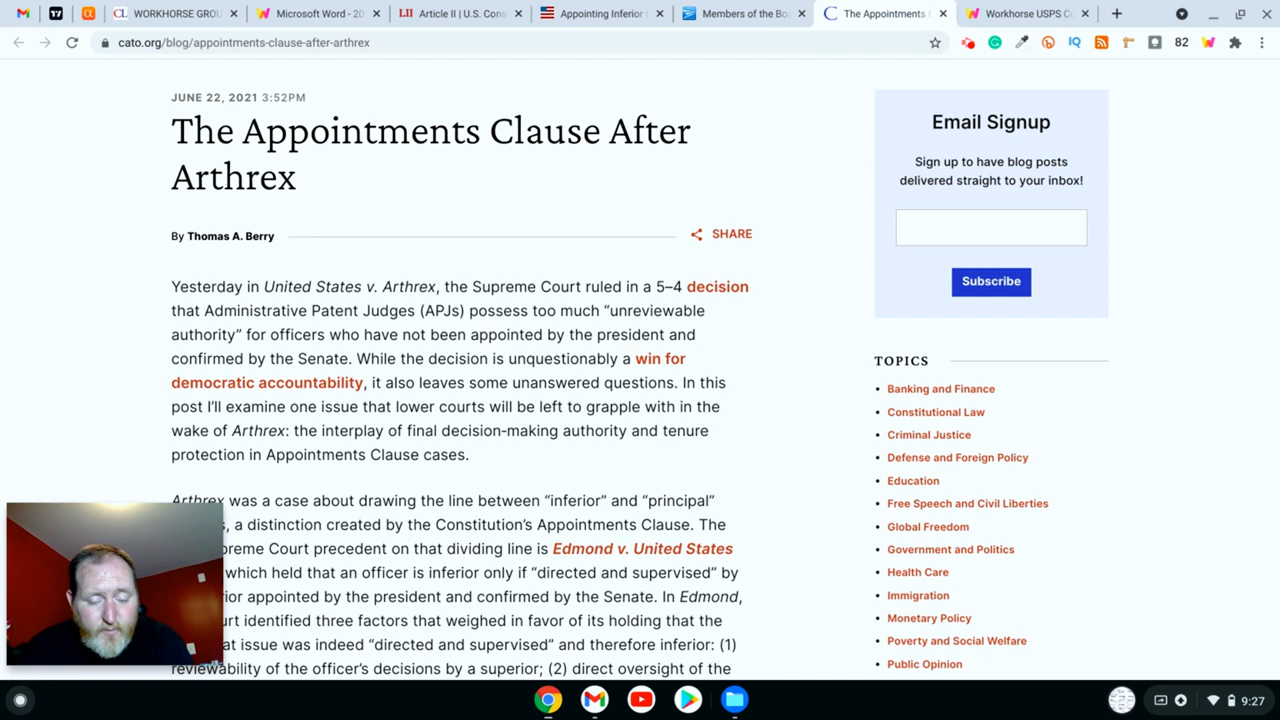 WORKHORSE GROU
Microsoft Word - 20
LII
Article II | U.S. Cons
Appointing Inferior
Members of the Bo
The Appointments C
Workhorse USPS Co
cato.org/blog/appointments-clause-after-arthrex
IQ
82
JUNE 22, 2021 3:52PM
The Appointments Clause After
Arthrex
By Thomas A. Berry
SHARE
Yesterday in United States v. Arthrex, the Supreme Court ruled in a 5–4 decision
that Administrative Patent Judges (APJs) possess too much “unreviewable
authority” for officers who have not been appointed by the president and
confirmed by the Senate. While the decision is unquestionably a win for
democratic accountability, it also leaves some unanswered questions. In this
post I’ll examine one issue that lower courts will be left to grapple with in the
wake of Arthrex: the interplay of final decision-making authority and tenure
protection in Appointments Clause cases.
Arthrex was a case about drawing the line between “inferior” and “principal”
s, a distinction created by the Constitution’s Appointments Clause. The
preme Court precedent on that dividing line is Edmond v. United States
which held that an officer is inferior only if “directed and supervised” by
rior appointed by the president and confirmed by the Senate. In Edmond,
urt identified three factors that weighed in favor of its holding that the
at issue was indeed “directed and supervised” and therefore inferior: (1)
reviewability of the officer’s decisions by a superior; (2) direct oversight of the
Email Signup
Sign up to have blog posts
delivered straight to your inbox!
Subscribe
TOPICS
Banking and Finance
Constitutional Law
Criminal Justice
Defense and Foreign Policy
Education
Free Speech and Civil Liberties
Global Freedom
Government and Politics
Health Care
Immigration
Monetary Policy
Poverty and Social Welfare
Public Opinion
9:27